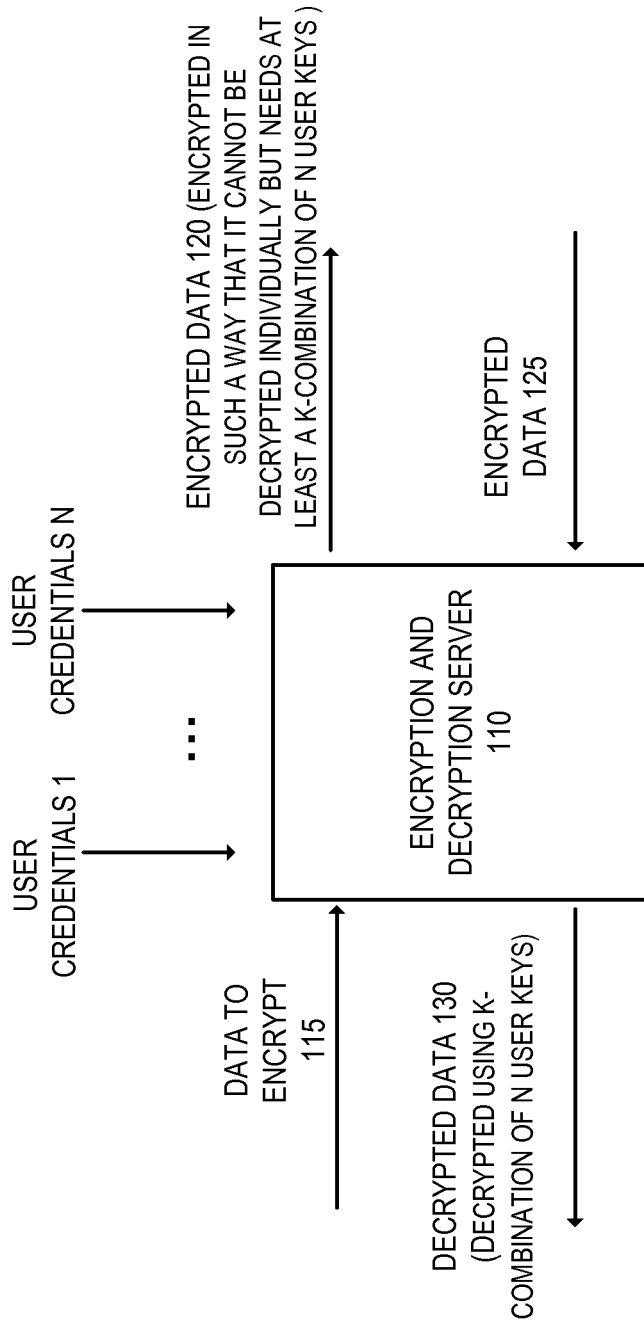 USER
CREDENTIALS 1
...
USER
CREDENTIALS N
DATA TO
ENCRYPT
115
ENCRYPTED DATA 120 (ENCRYPTED IN
SUCH A WAY THAT IT CANNOT BE
DECRYPTED INDIVIDUALLY BUT NEEDS AT
LEAST A K-COMBINATION OF N USER KEYS )
ENCRYPTION AND
DECRYPTION SERVER
110
DECRYPTED DATA 130
(DECRYPTED USING K-
COMBINATION OF N USER KEYS)
ENCRYPTED
DATA 125